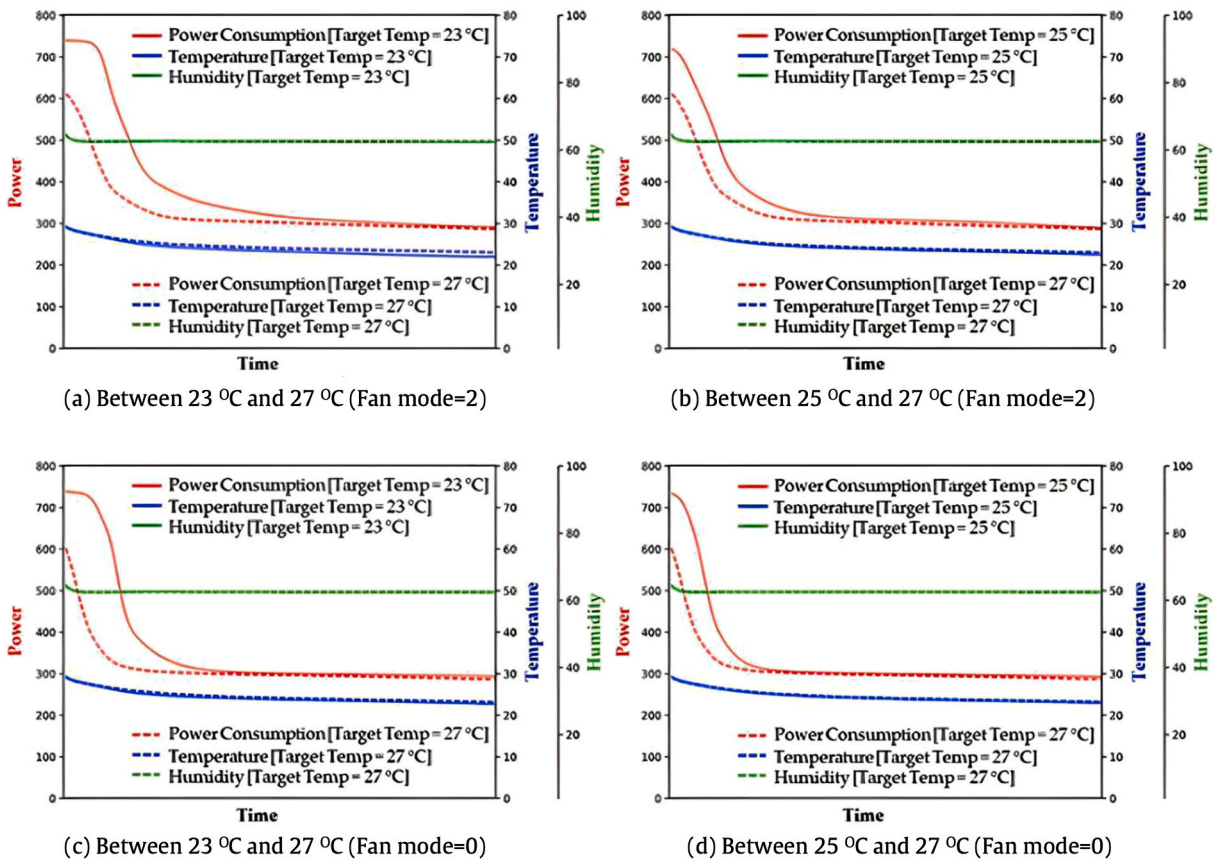 800
700
600
500
400
300
200
100
0
Power
Power Consumption [Target Temp = 23 °C]
Temperature [Target Temp = 23 °C]
Humidity [Target Temp = 23 °C]
Power Consumption [Target Temp = 27 °C]
Temperature [Target Temp = 27 °C]
Humidity [Target Temp = 27 °C]
80
70
60
50
40
30
20
10
0
Temperature
100
80
60
40
20
Humidity
Time
(a) Between 23 ᴼC and 27 ᴼC (Fan mode=2)
800
700
600
500
400
300
200
100
0
Power
Power Consumption [Target Temp = 25 °C]
Temperature [Target Temp = 25 °C]
Humidity [Target Temp = 25 °C]
Power Consumption [Target Temp = 27 °C]
Temperature [Target Temp = 27 °C]
Humidity [Target Temp = 27 °C]
80
70
60
50
40
30
20
10
0
Temperature
100
80
60
40
20
Humidity
Time
(b) Between 25 ᴼC and 27 ᴼC (Fan mode=2)
800
700
600
500
400
300
200
100
0
Power
Power Consumption [Target Temp = 23 °C]
Temperature [Target Temp = 23 °C]
Humidity [Target Temp = 23 °C]
Power Consumption [Target Temp = 27 °C]
Temperature [Target Temp = 27 °C]
Humidity [Target Temp = 27 °C]
80
70
60
50
40
30
20
10
0
Temperature
100
80
60
40
20
Humidity
Time
(c) Between 23 ᴼC and 27 ᴼC (Fan mode=0)
800
700
600
500
400
300
200
100
0
Power
Power Consumption [Target Temp = 25 °C]
Temperature [Target Temp = 25 °C]
Humidity [Target Temp = 25 °C]
Power Consumption [Target Temp = 27 °C]
Temperature [Target Temp = 27 °C]
Humidity [Target Temp = 27 °C]
80
70
60
50
40
30
20
10
0
Temperature
100
80
60
40
20
Humidity
Time
(d) Between 25 ᴼC and 27 ᴼC (Fan mode=0)